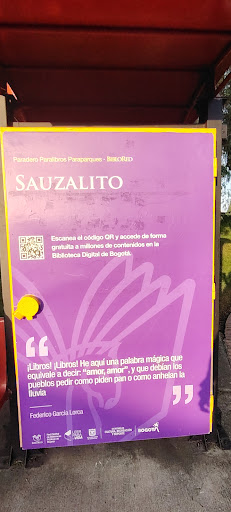 Paradero Paralibros Paraparques - BibloRed
SAUZALITO
Escanea el código QR y accede de forma
gratuita a millones de contenidos en la
Biblioteca Digital de Bogotá.
“
¡Libros! ¡Libros! He aquí una palabra mágica que
equivale a decir: “amor, amor”, y que debían los
pueblos pedir como piden pan o como anhelan la
lluvia
”
Federico García Lorca
BOGOTÁ